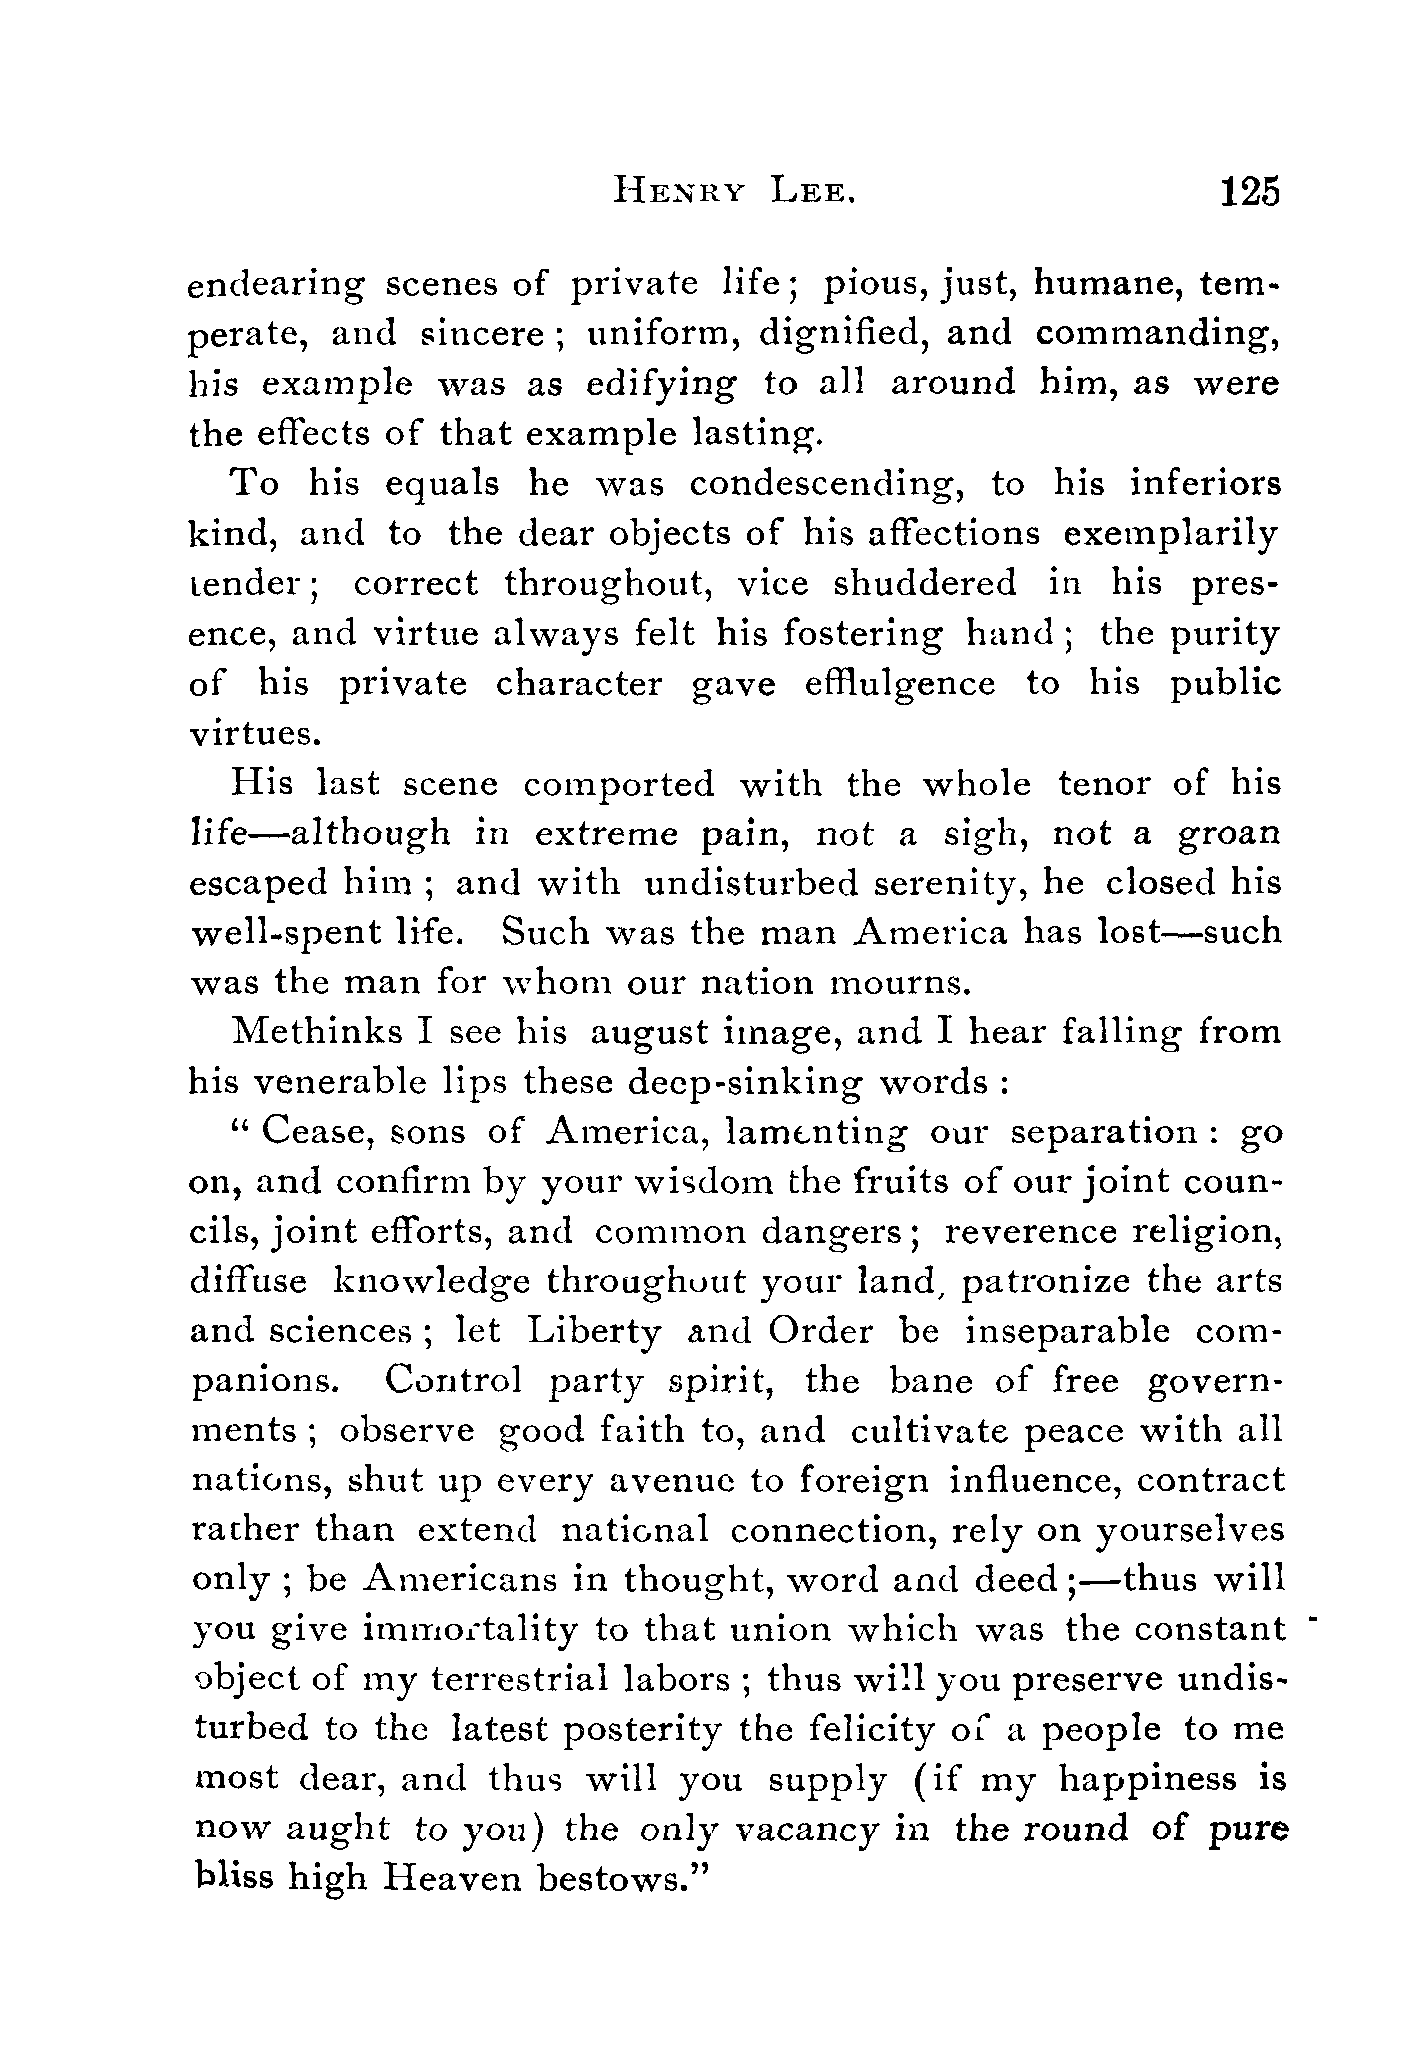 HENRY LEE. 125
endearing scenes of private life; pious, just, humane, tem-
perate, and sincere; uniform, dignified, and commanding,
his example was as edifying to all around him, as were
the effects of that example lasting.
To his equals he was condescending, to his inferiors
kind, and to the dear objects of his affections exemplarily
tender; correct throughout, vice shuddered in his pres-
ence, and virtue always felt his fostering hand; the purity
of his private character gave efflulgence to his public
virtues.
His last scene comported with the whole tenor of his
life—although in extreme pain, not a sigh, not a groan
escaped him; and with undisturbed serenity, he closed his
well-spent life. Such was the man America has lost—such
was the man for whom our nation mourns.
Methinks I see his august image, and I hear falling from
his venerable lips these deep-sinking words:
"Cease, sons of America, lamenting our separation: go
on, and confirm by your wisdom the fruits of our joint coun-
cils, joint efforts, and common dangers; reverence religion,
diffuse knowledge throughout your land, patronize the arts
and sciences; let Liberty and Order be inseparable com-
panions. Control party spirit, the bane of free govern-
ments; observe good faith to, and cultivate peace with all
nations, shut up every avenue to foreign influence, contract
rather than extend national connection, rely on yourselves
only; be Americans in thought, word and deed;—thus will
you give immortality to that union which was the constant
object of my terrestrial labors; thus will you preserve undis-
turbed to the latest posterity the felicity of a people to me
most dear, and thus will you supply (if my happiness is
now aught to you) the only vacancy in the round of pure
bliss high Heaven bestows."